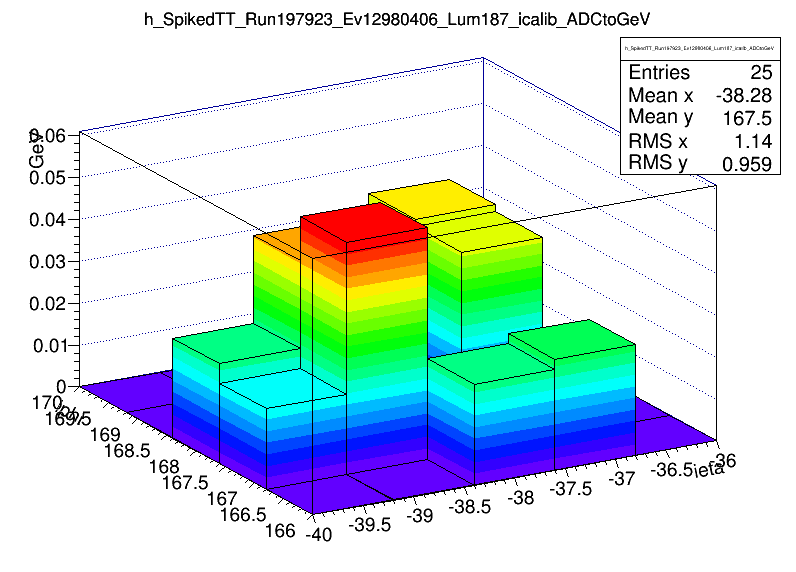 h_SpikedTT_Run197923_Ev12980406_Lum187_icalib_ADCtoGeV
h_SpikedTT_Run197923_Ev12980406_Lum187_icalib_ADCtoGeV
Entries 25
Mean x -38.28
Mean y 167.5
RMS x 1.14
RMS y 0.959
GeV
0.06
0.05
0.04
0.03
0.02
0.01
0
170
169.5
169
168.5
168
167.5
167
166.5
166
-40
-39.5
-39
-38.5
-38
-37.5
-37
-36.5
-36
ieta